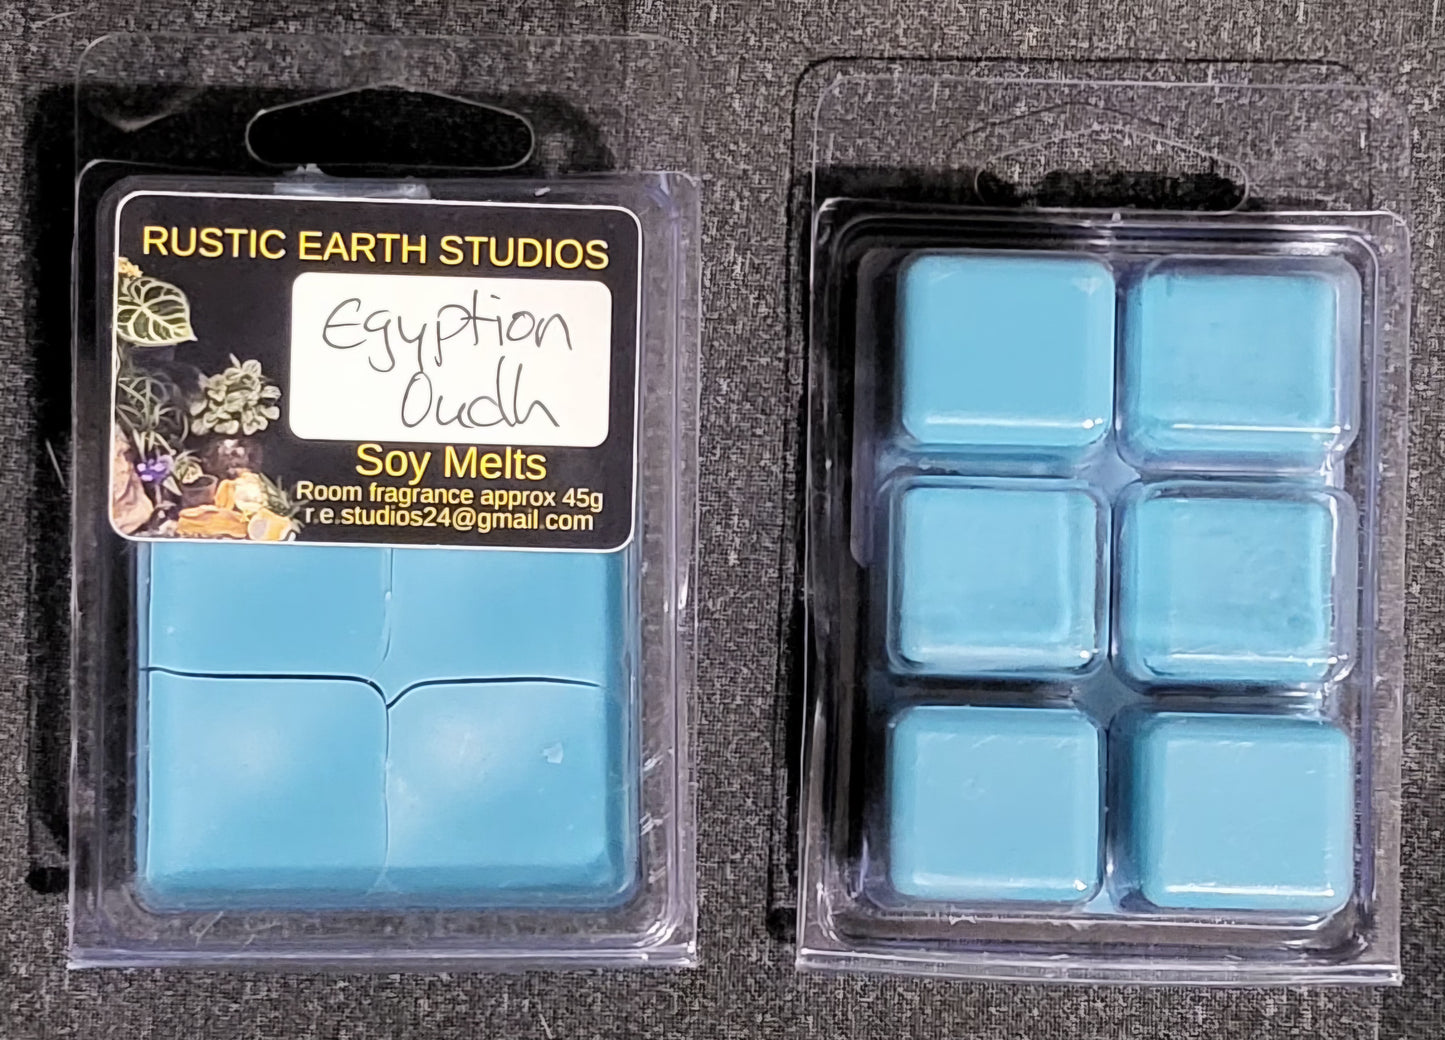 RUSTIC EARTH STUDIOS
Egyption
Oudh
Soy Melts
Room fragrance approx 45g
r.e.studios24@gmail.com